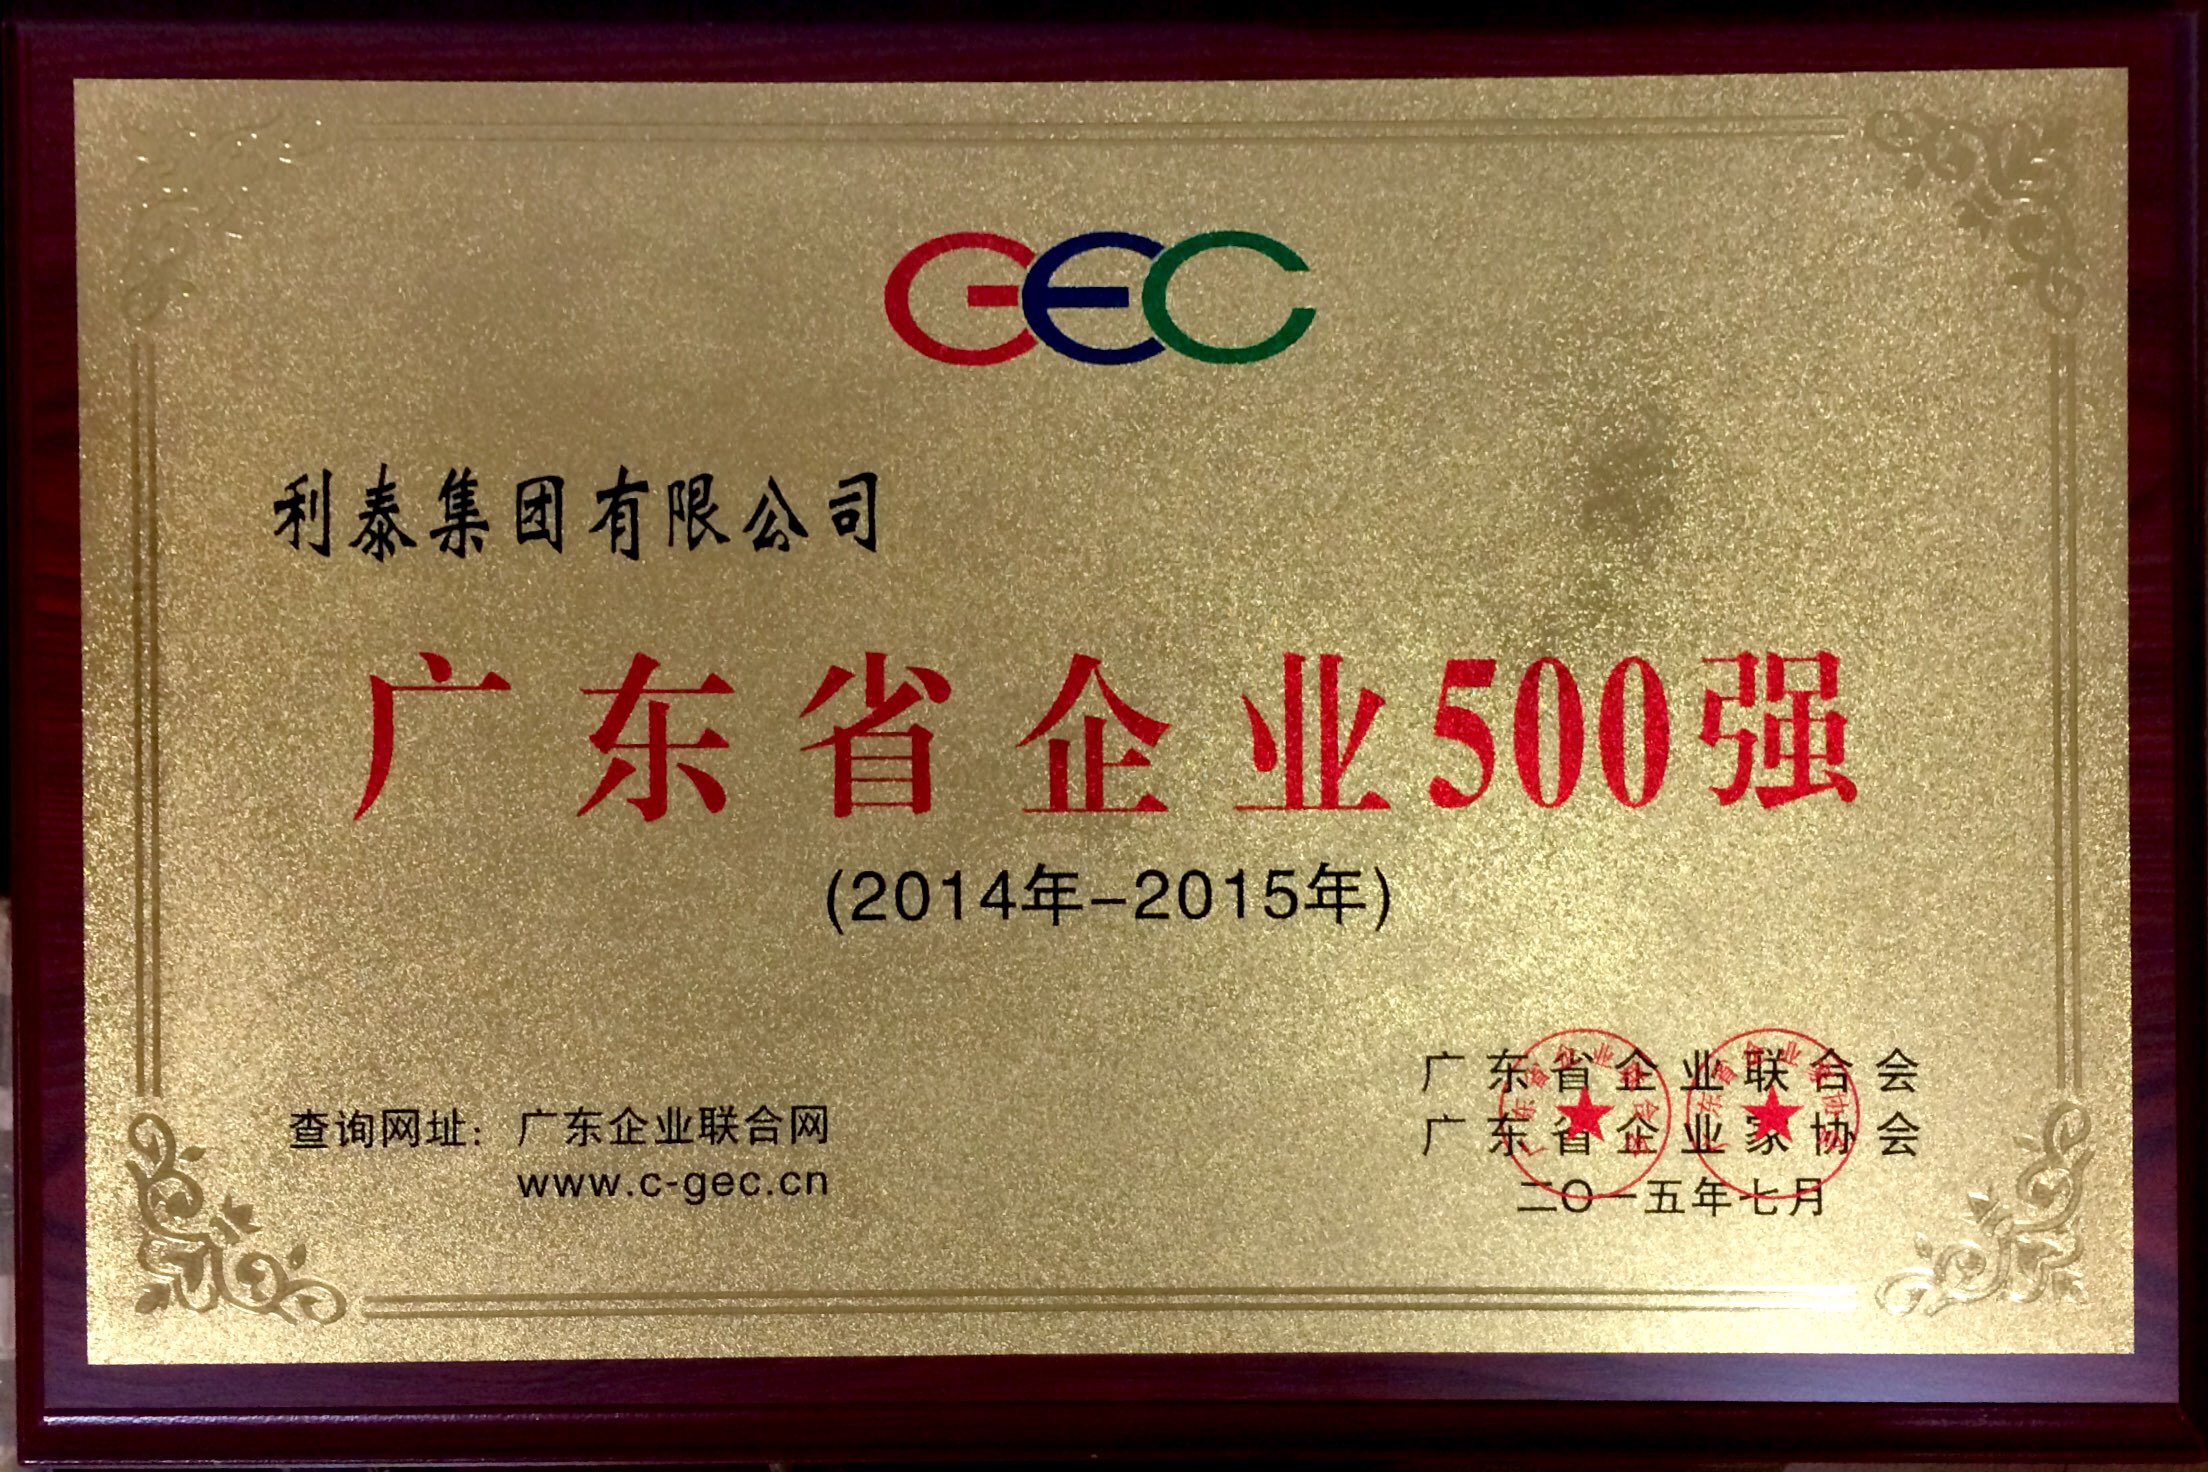 GEC
利泰集团有限公司
广东省企业500强
(2014年-2015年)
查询网址：广东企业联合网
www.c-gec.cn
广东省企业联合会
广东省企业家协会
二〇一五年七月